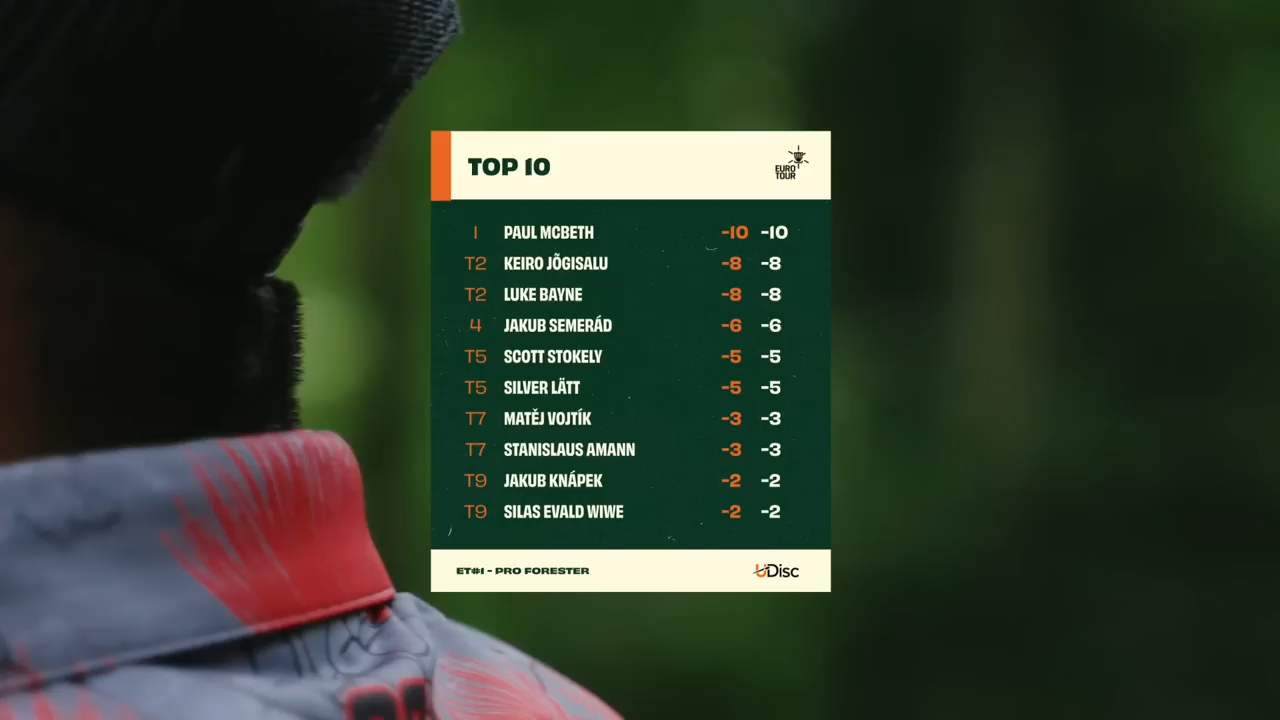 TOP 10
EURO
TOUR
1 PAUL MCBETH -10 -10
T2 KEIRO JÕGISALU -8 -8
T2 LUKE BAYNE -8 -8
4 JAKUB SEMERÁD -6 -6
T5 SCOTT STOKELY -5 -5
T5 SILVER LÄTT -5 -5
T7 MATĚJ VOJTÍK -3 -3
T7 STANISLAUS AMANN -3 -3
T9 JAKUB KNÁPEK -2 -2
T9 SILAS EVALD WIWE -2 -2
ET#1 - PRO FORESTER
UDisc